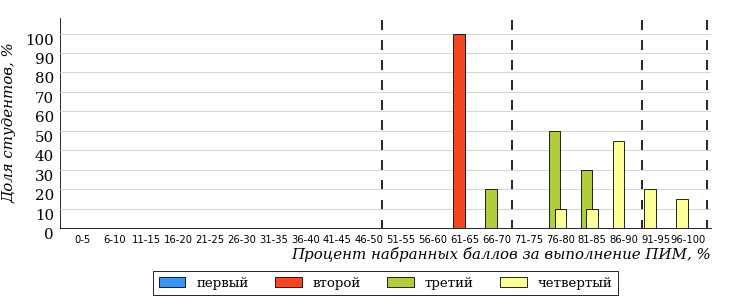 Доля студентов, %
100
90
80
70
60
50
40
30
20
10
0
0-5 6-10 11-15 16-20 21-25 26-30 31-35 36-40 41-45 46-50 51-55 56-60 61-65 66-70 71-75 76-80 81-85 86-90 91-95 96-100
Процент набранных баллов за выполнение ПИМ, %
первый второй третий четвертый